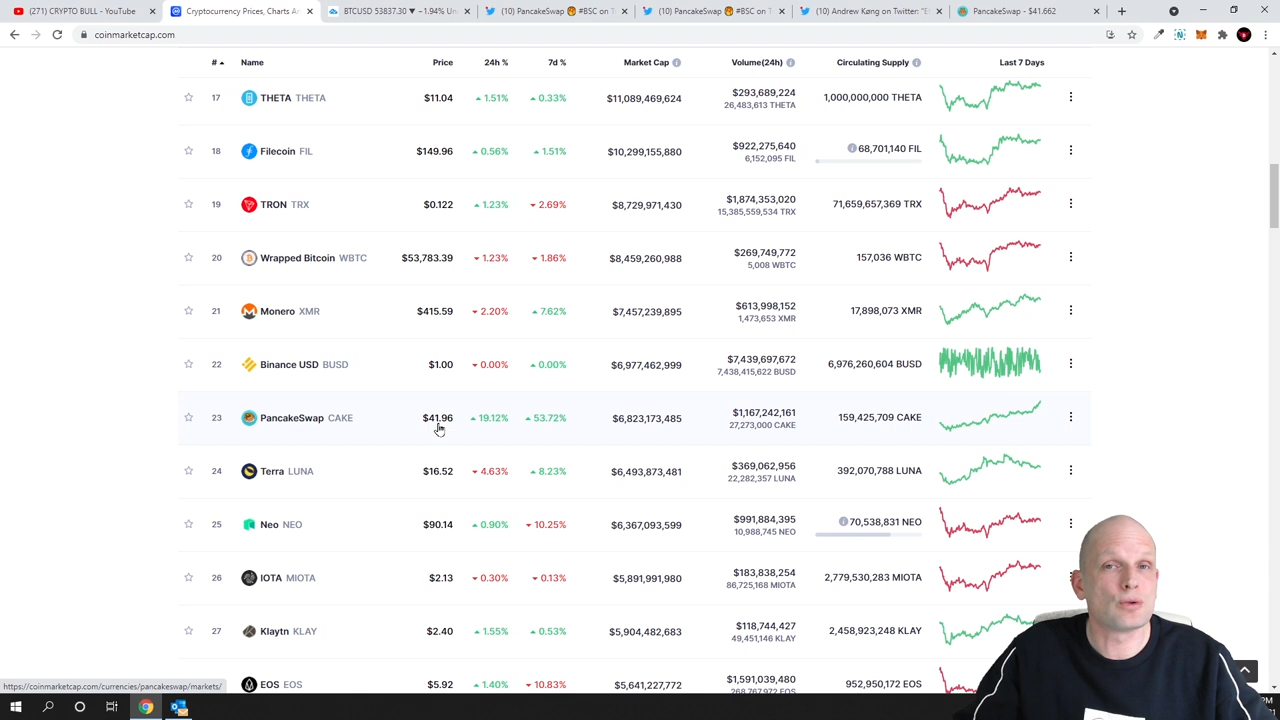 (271) CRYPTO BULL - YouTube
Cryptocurrency Prices, Charts An
BTCUSD 53837.30 ▼ −1.94% Un
(10) PancakeSwap #BSC on T
(10) PancakeSwap #BSC on T
(10) Andrew Kang on Twitter: "E
PancakeSwap - $41.662
coinmarketcap.com
# Name Price 24h % 7d % Market Cap Volume(24h) Circulating Supply Last 7 Days
17 THETA THETA $11.04 1.51% 0.33% $11,089,469,624 $293,689,224 1,000,000,000 THETA
26,483,613 THETA
18 Filecoin FIL $149.96 0.56% 1.51% $10,299,155,880 $922,275,640 68,701,140 FIL
6,152,095 FIL
19 TRON TRX $0.122 1.23% 2.69% $8,729,971,430 $1,874,353,020 71,659,657,369 TRX
15,385,559,534 TRX
20 Wrapped Bitcoin WBTC $53,783.39 1.23% 1.86% $8,459,260,988 $269,749,772 157,036 WBTC
5,008 WBTC
21 Monero XMR $415.59 2.20% 7.62% $7,457,239,895 $613,998,152 17,898,073 XMR
1,473,653 XMR
22 Binance USD BUSD $1.00 0.00% 0.00% $6,977,462,999 $7,439,697,672 6,976,260,604 BUSD
7,438,415,622 BUSD
23 PancakeSwap CAKE $41.96 19.12% 53.72% $6,823,173,485 $1,167,242,161 159,425,709 CAKE
27,273,000 CAKE
24 Terra LUNA $16.52 4.63% 8.23% $6,493,873,481 $369,062,956 392,070,788 LUNA
22,282,357 LUNA
25 Neo NEO $90.14 0.90% 10.25% $6,367,093,599 $991,884,395 70,538,831 NEO
10,988,745 NEO
26 IOTA MIOTA $2.13 0.30% 0.13% $5,891,991,980 $183,838,254 2,779,530,283 MIOTA
86,725,168 MIOTA
27 Klaytn KLAY $2.40 1.55% 0.53% $5,904,482,683 $118,744,427 2,458,923,248 KLAY
49,451,146 KLAY
EOS EOS $5.92 1.40% 10.83% $5,641,227,772 $1,591,039,480 952,950,172 EOS
268,767,972 EOS
https://coinmarketcap.com/currencies/pancakeswap/markets/